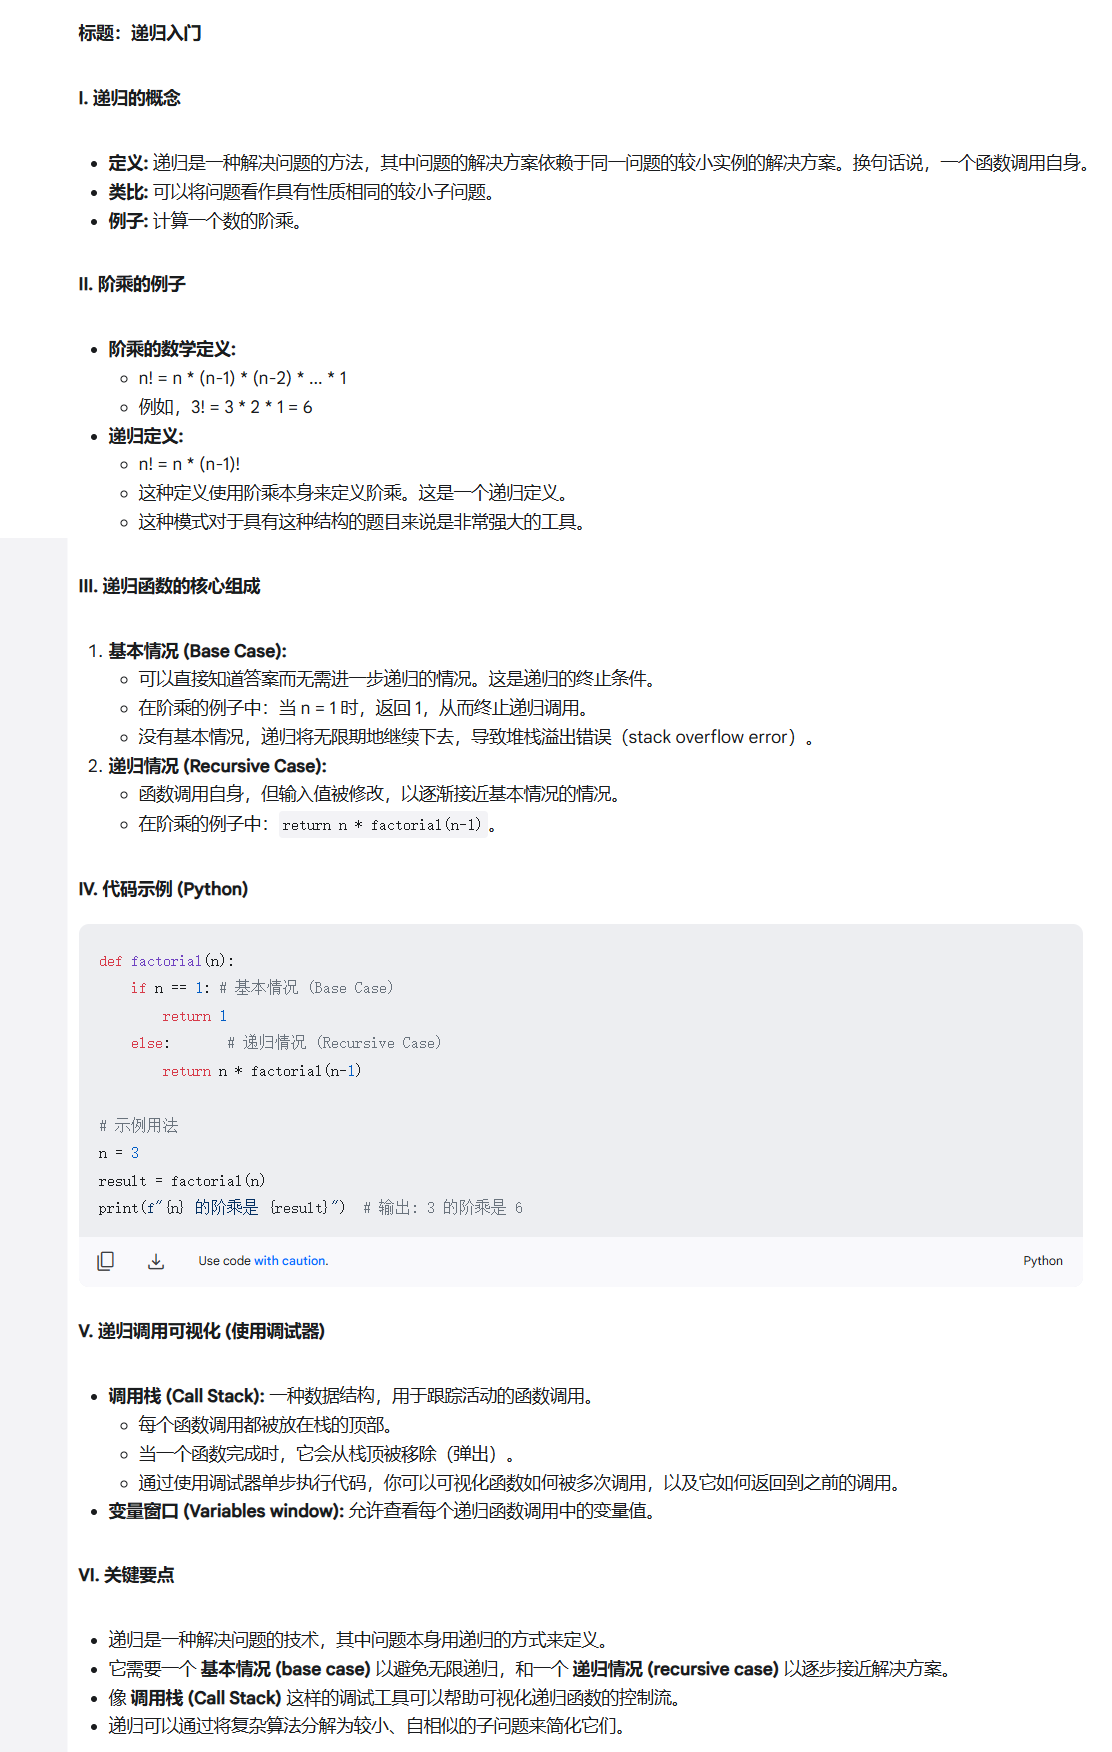 标题：递归入门
I. 递归的概念
• 定义: 递归是一种解决问题的方法，其中问题的解决方案依赖于同一问题的较小实例的解决方案。换句话说，一个函数调用自身。
• 类比: 可以将问题看作具有性质相同的较小子问题。
• 例子: 计算一个数的阶乘。
II. 阶乘的例子
• 阶乘的数学定义:
○ n! = n * (n-1) * (n-2) * ... * 1
○ 例如，3! = 3 * 2 * 1 = 6
• 递归定义:
○ n! = n * (n-1)!
○ 这种定义使用阶乘本身来定义阶乘。这是一个递归定义。
○ 这种模式对于具有这种结构的题目来说是非常强大的工具。
III. 递归函数的核心组成
1. 基本情况 (Base Case):
○ 可以直接知道答案而无需进一步递归的情况。这是递归的终止条件。
○ 在阶乘的例子中：当 n = 1 时，返回 1，从而终止递归调用。
○ 没有基本情况，递归将无限期地继续下去，导致堆栈溢出错误（stack overflow error）。
2. 递归情况 (Recursive Case):
○ 函数调用自身，但输入值被修改，以逐渐接近基本情况的情况。
○ 在阶乘的例子中： return n * factorial(n-1) 。
IV. 代码示例 (Python)
def factorial(n):
    if n == 1: # 基本情况 (Base Case)
        return 1
    else:       # 递归情况 (Recursive Case)
        return n * factorial(n-1)
# 示例用法
n = 3
result = factorial(n)
print(f"{n} 的阶乘是 {result}")  # 输出: 3 的阶乘是 6
Use code with caution. Python
V. 递归调用可视化 (使用调试器)
• 调用栈 (Call Stack): 一种数据结构，用于跟踪活动的函数调用。
○ 每个函数调用都被放在栈的顶部。
○ 当一个函数完成时，它会从栈顶被移除（弹出）。
○ 通过使用调试器单步执行代码，你可以可视化函数如何被多次调用，以及它如何返回到之前的调用。
• 变量窗口 (Variables window): 允许查看每个递归函数调用中的变量值。
VI. 关键要点
• 递归是一种解决问题的技术，其中问题本身用递归的方式来定义。
• 它需要一个 基本情况 (base case) 以避免无限递归，和一个 递归情况 (recursive case) 以逐步接近解决方案。
• 像 调用栈 (Call Stack) 这样的调试工具可以帮助可视化递归函数的控制流。
• 递归可以通过将复杂算法分解为较小、自相似的子问题来简化它们。